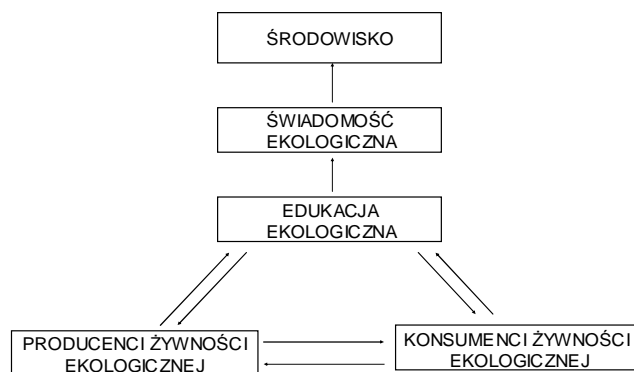 ŚRODOWISKO
ŚWIADOMOŚĆ
EKOLOGICZNA
EDUKACJA
EKOLOGICZNA
PRODUCENCI ŻYWNOŚCI
EKOLOGICZNEJ
KONSUMENCI ŻYWNOŚCI
EKOLOGICZNEJ